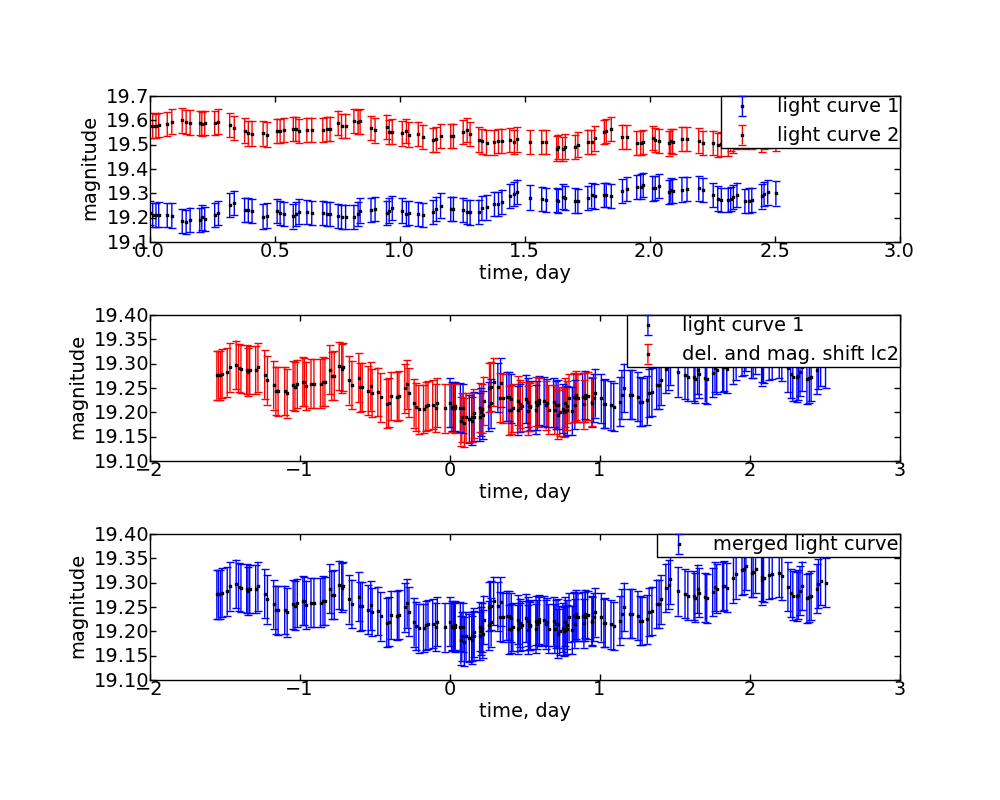 19.7
19.6
19.5
19.4
19.3
19.2
19.1
magnitude
light curve 1
light curve 2
0.0 0.5 1.0 1.5 2.0 2.5 3.0
time, day
19.40
19.35
19.30
19.25
19.20
19.15
19.10
magnitude
light curve 1
del. and mag. shift lc2
−2 −1 0 1 2 3
time, day
19.40
19.35
19.30
19.25
19.20
19.15
19.10
magnitude
merged light curve
−2 −1 0 1 2 3
time, day